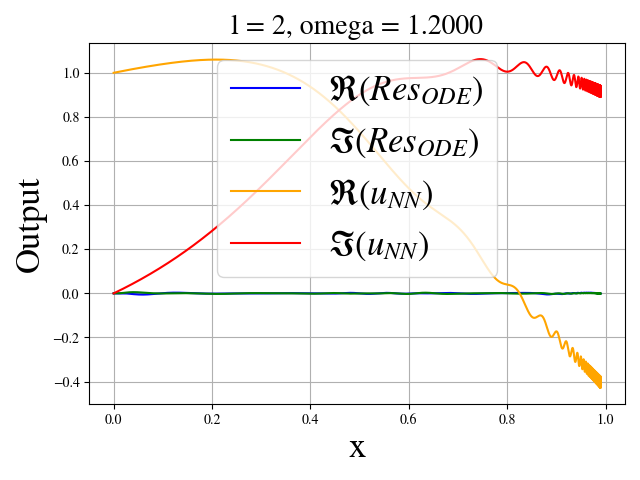 l = 2, omega = 1.2000
Output
1.0
0.8
0.6
0.4
0.2
0.0
−0.2
−0.4
ℜ(Res_ODE)
ℑ(Res_ODE)
ℜ(u_NN)
ℑ(u_NN)
0.0 0.2 0.4 0.6 0.8 1.0
x